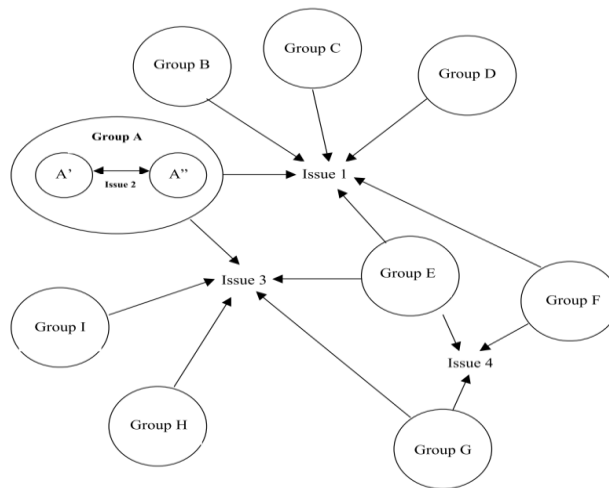 Group C
Group B
Group D
Group A
A'
A”
Issue 2
Issue 1
Group E
Issue 3
Group F
Group I
Issue 4
Group H
Group G